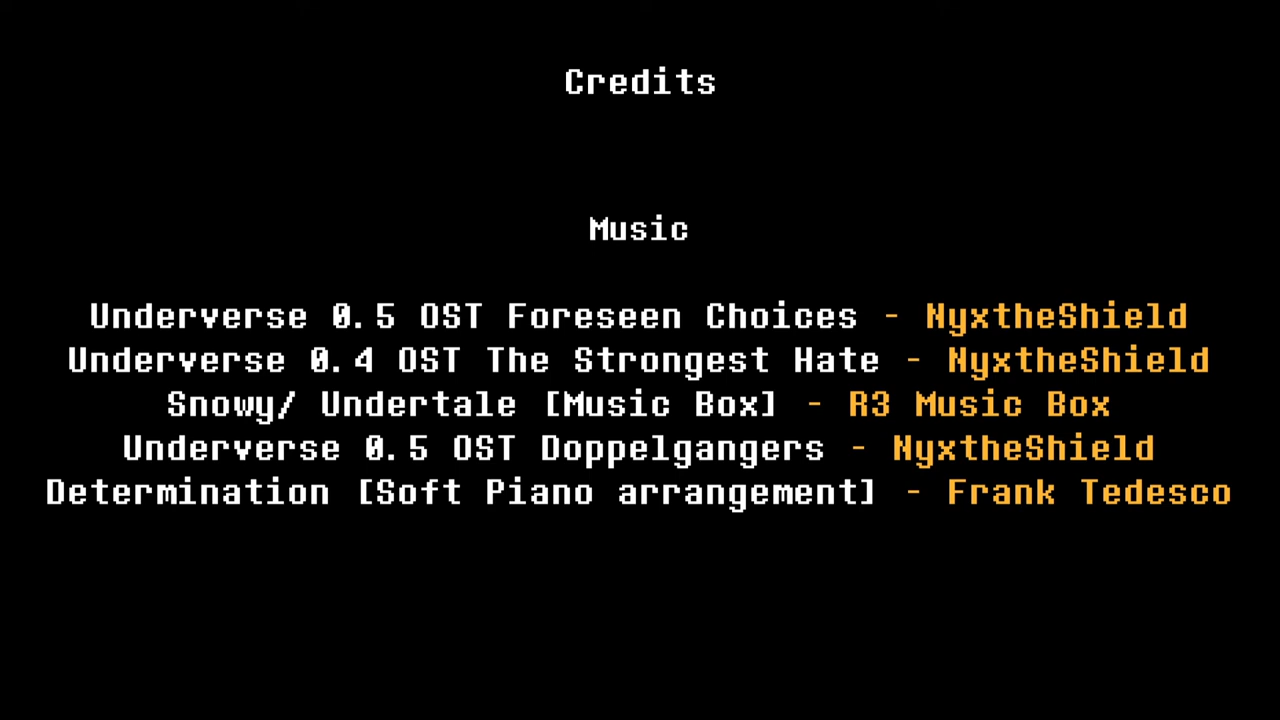 Credits
Music
Underverse 0.5 OST Foreseen Choices - NyxtheShield
Underverse 0.4 OST The Strongest Hate - NyxtheShield
Snowy/ Undertale [Music Box] - R3 Music Box
Underverse 0.5 OST Doppelgangers - NyxtheShield
Determination [Soft Piano arrangement] - Frank Tedesco